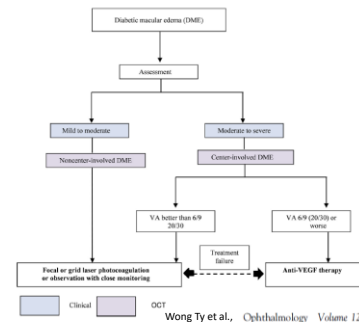 Diabetic macular edema (DME)
Assessment
Mild to moderate
Moderate to severe
Noncenter-involved DME
Center-involved DME
VA better than 6/9
20/30
VA 6/9 (20/30) or
worse
Treatment
failure
Focal or grid laser photocoagulation
or observation with close monitoring
Anti-VEGF therapy
Clinical
OCT
Wong Ty et al., Ophthalmology Volume 12